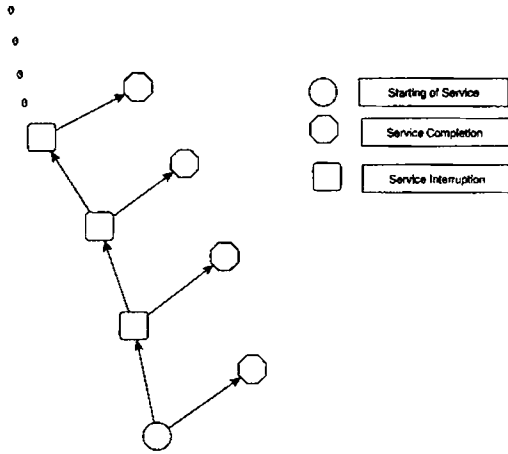 Starting of Service
Service Completion
Service Interruption